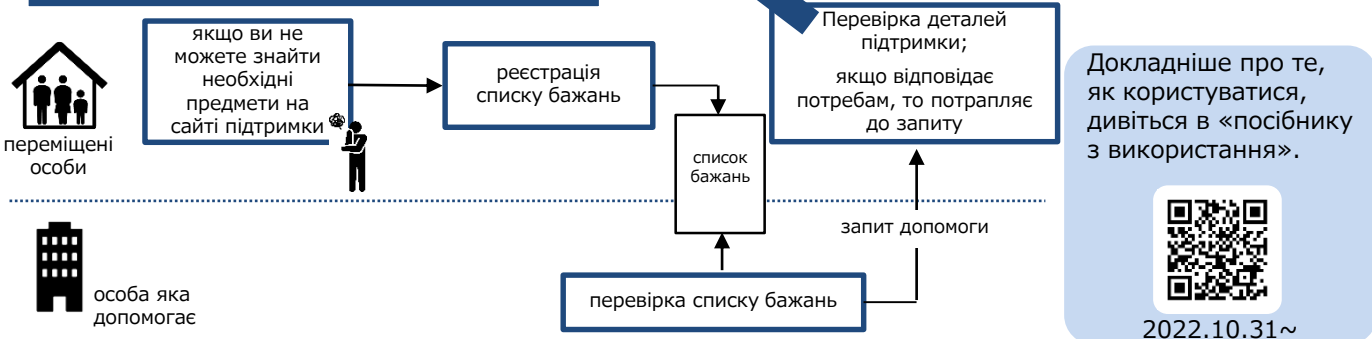 якщо ви не
можете знайти
необхідні
предмети на
сайті підтримки
реєстрація
списку бажань
Перевірка деталей
підтримки;
якщо відповідає
потребам, то потрапляє
до запиту
переміщені
особи
список
бажань
запит допомоги
особа яка
допомогає
перевірка списку бажань
Докладніше про те,
як користуватися,
дивіться в «посібнику
з використання».
2022.10.31~